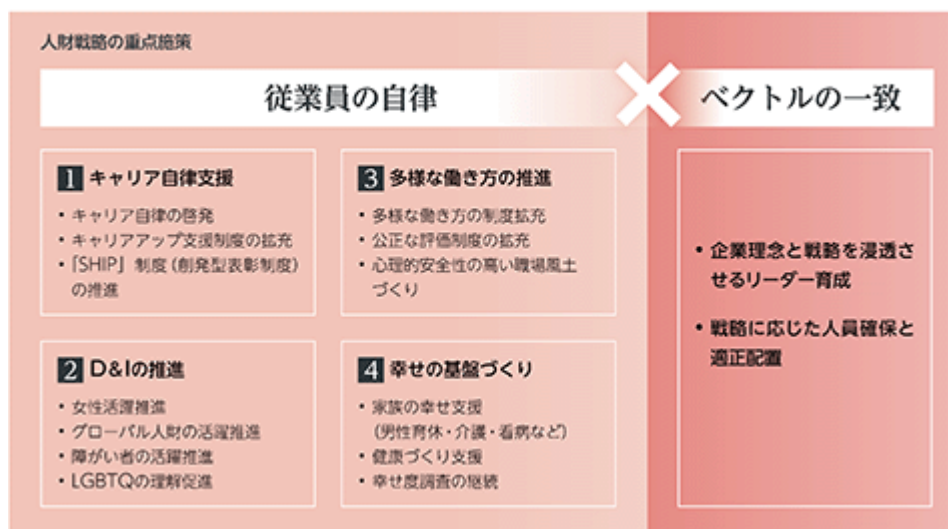 人財戦略の重点施策
従業員の自律
ベクトルの一致
1 キャリア自律支援
・キャリア自律の啓発
・キャリアアップ支援制度の拡充
・「SHIP」制度(創発型表彰制度)
の推進
3 多様な働き方の推進
・多様な働き方の制度拡充
・公正な評価制度の拡充
・心理的安全性の高い職場風土
づくり
2 D&Iの推進
・女性活躍推進
・グローバル人財の活躍推進
・障がい者の活躍推進
・LGBTQの理解促進
4 幸せの基盤づくり
・家族の幸せ支援
(男性育休・介護・看病など)
・健康づくり支援
・幸せ度調査の継続
・企業理念と戦略を浸透さ
せるリーダー育成
・戦略に応じた人員確保と
適正配置